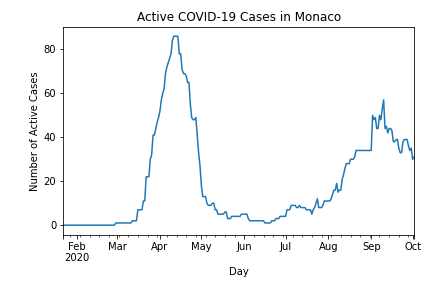 Active COVID-19 Cases in Monaco
Number of Active Cases
80
60
40
20
0
Feb Mar Apr May Jun Jul Aug Sep Oct
2020
Day